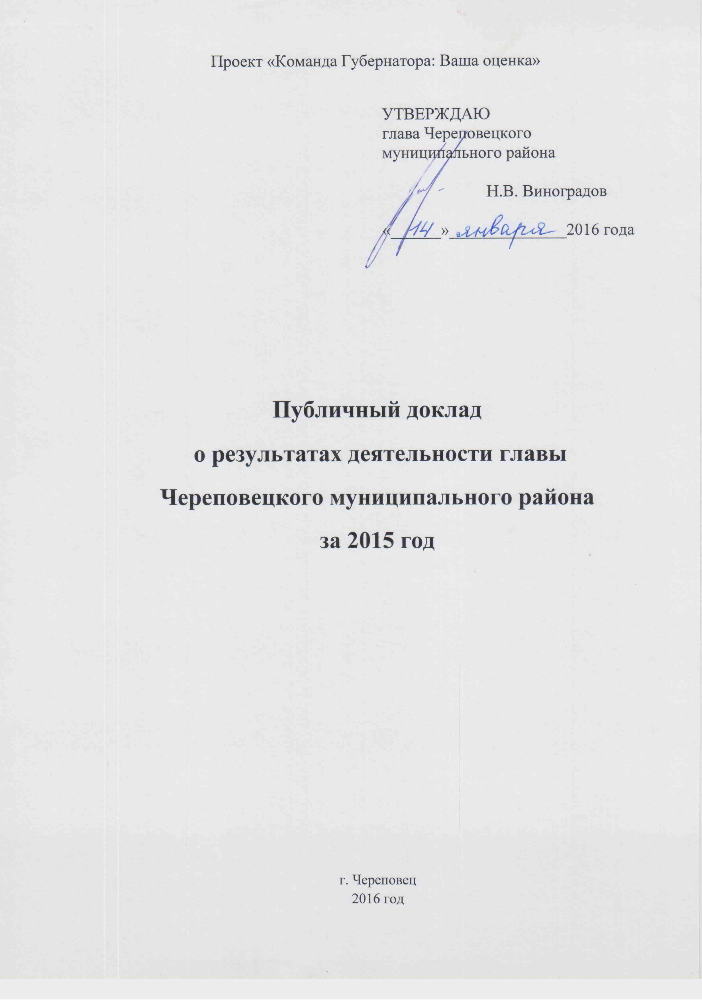 Проект «Команда Губернатора: Ваша оценка»
УТВЕРЖДАЮ
глава Череповецкого
муниципального района
Н.В. Виноградов
«14» января 2016 года
Публичный доклад
о результатах деятельности главы
Череповецкого муниципального района
за 2015 год
г. Череповец
2016 год